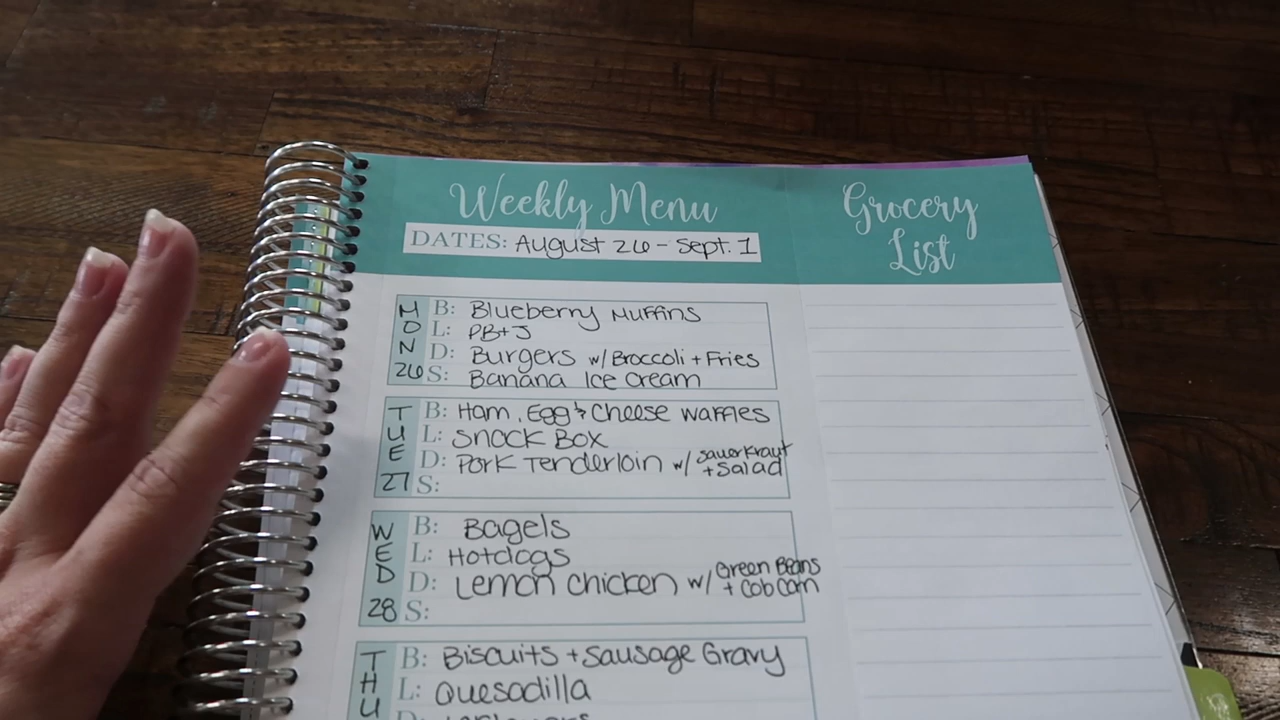 Weekly Menu
DATES: August 26 - Sept. 1
Grocery
List
MON 26
B: Blueberry Muffins
L: PB+J
D: Burgers w/ Broccoli + Fries
S: Banana Ice Cream
TUE 27
B: Ham, Egg & Cheese Waffles
L: Snack Box
D: Pork Tenderloin w/ Sauerkraut + Salad
S:
WED 28
B: Bagels
L: Hotdogs
D: Lemon Chicken w/ Green Beans + Cob Corn
S:
THU
B: Biscuits + Sausage Gravy
L: Quesadilla
D: